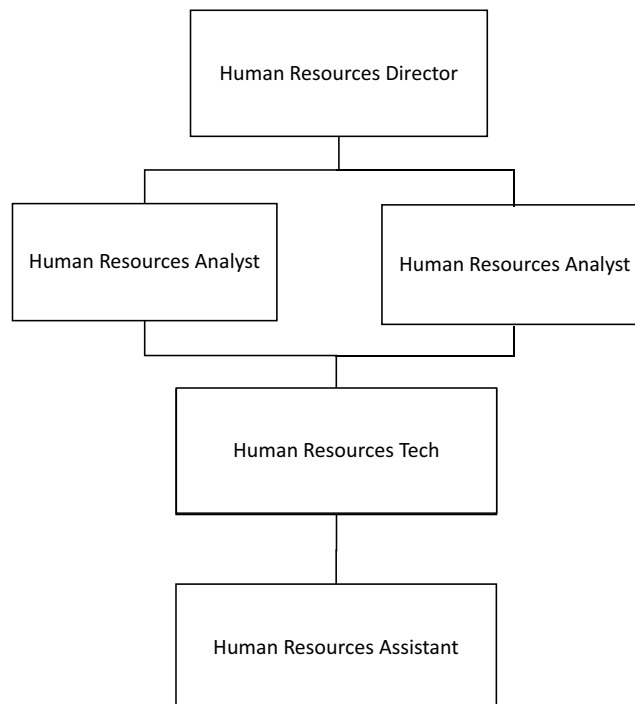 Human Resources Director
Human Resources Analyst
Human Resources Analyst
Human Resources Tech
Human Resources Assistant